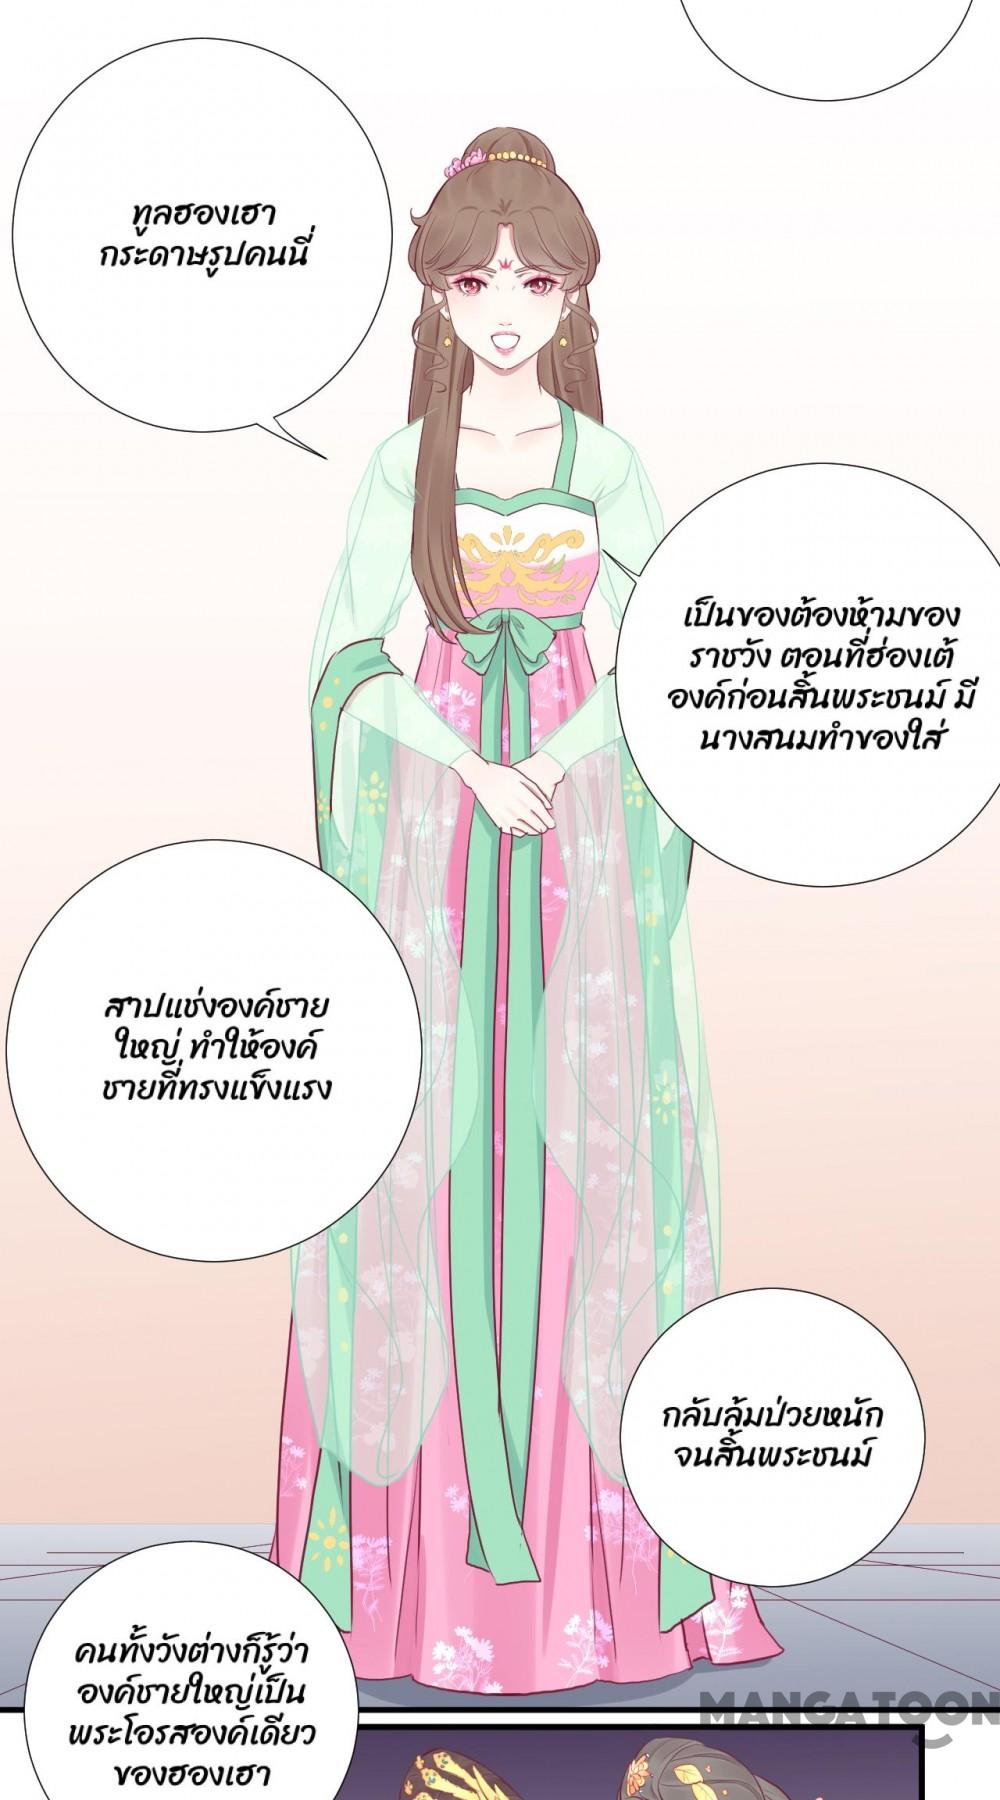 ทูลฮองเฮา
กระดาษรูปคนนี่
เป็นของต้องห้ามของ
ราชวัง ตอนที่ฮ่องเต้
องค์ก่อนสิ้นพระชนม์ มี
นางสนมทำของใส่
สาปแช่งองค์ชาย
ใหญ่ ทำให้องค์
ชายที่ทรงแข็งแรง
กลับล้มป่วยหนัก
จนสิ้นพระชนม์
คนทั้งวังต่างก็รู้ว่า
องค์ชายใหญ่เป็น
พระโอรสองค์เดียว
ของฮองเฮา
MANGATOON